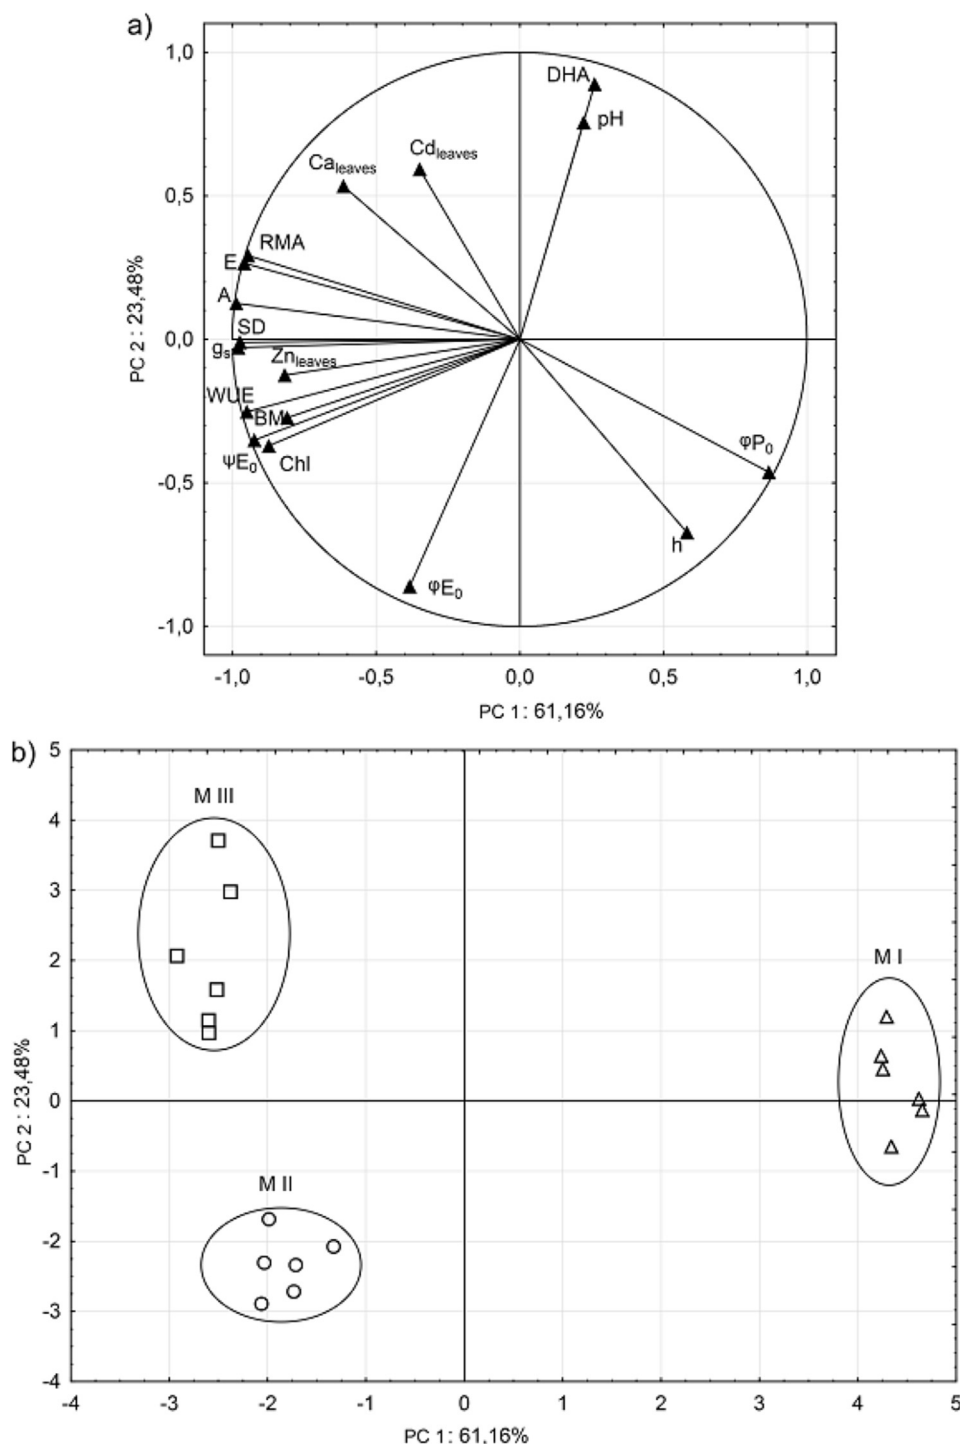 a)
1,0
0,5
0,0
-0,5
-1,0
PC 2 : 23,48%
DHA
pH
Cd leaves
Ca leaves
RMA
E
A
SD
gs
Zn leaves
WUE
BM
ΨE0
Chl
φP0
h
φE0
-1,0 -0,5 0,0 0,5 1,0
PC 1 : 61,16%
b)
5
4
3
2
1
0
-1
-2
-3
-4
PC 2 : 23,48%
M III
M I
M II
-4 -3 -2 -1 0 1 2 3 4 5
PC 1 : 61,16%